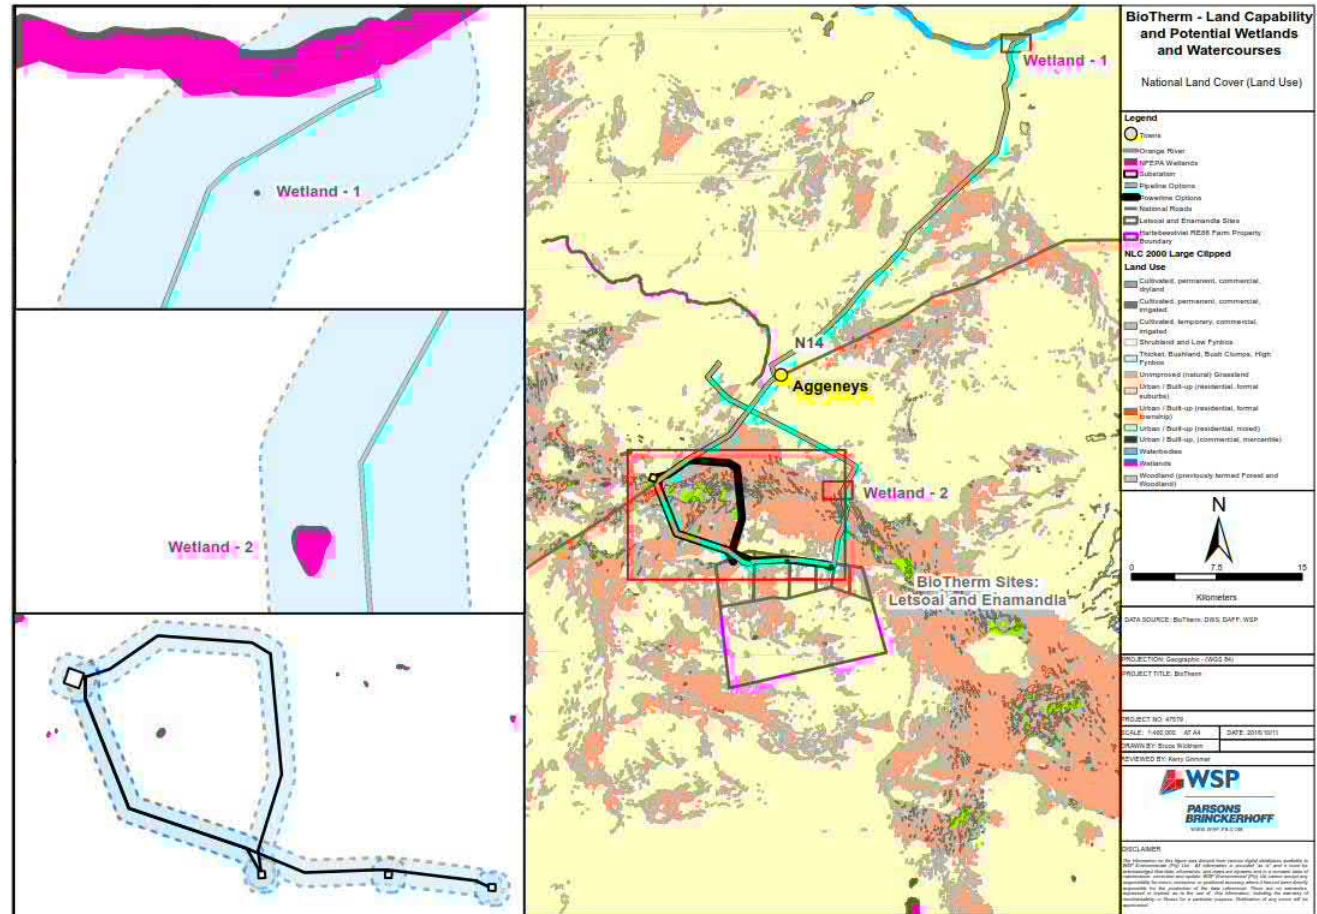 Wetland - 1
Wetland - 2
Wetland - 1
N14
Aggeneys
Wetland - 2
BioTherm Sites:
Letsoal and Enamandla
BioTherm - Land Capability
and Potential Wetlands
and Watercourses
National Land Cover (Land Use)
Legend
Towns
Orange River
NFEPA Wetlands
Substation
Pipeline Options
Powerline Options
National Roads
Letsoai and Enamandla Sites
Hartebeestvlei RE86 Farm Property
Boundary
NLC 2000 Large Clipped
Land Use
Cultivated, permanent, commercial,
dryland
Cultivated, permanent, commercial,
irrigated
Cultivated, temporary, commercial,
irrigated
Shrubland and Low Fynbos
Thicket, Bushland, Bush Clumps, High
Fynbos
Unimproved (natural) Grassland
Urban / Built-up (residential, formal
suburbs)
Urban / Built-up (residential, formal
township)
Urban / Built-up (residential, mixed)
Urban / Built-up, (commercial, mercantile)
Waterbodies
Wetlands
Woodland (previously termed Forest and
Woodland)
N
0 7.5 15
Kilometers
DATA SOURCE: BioTherm; DWS; DAFF; WSP
PROJECTION: Geographic - (WGS 84)
PROJECT TITLE: BioTherm
PROJECT NO: 47579
SCALE: 1:400,000 AT A4 DATE: 2016/10/11
DRAWN BY: Bruce Wickham
REVIEWED BY: Kerry Grimmer
WSP
PARSONS
BRINCKERHOFF
DISCLAIMER